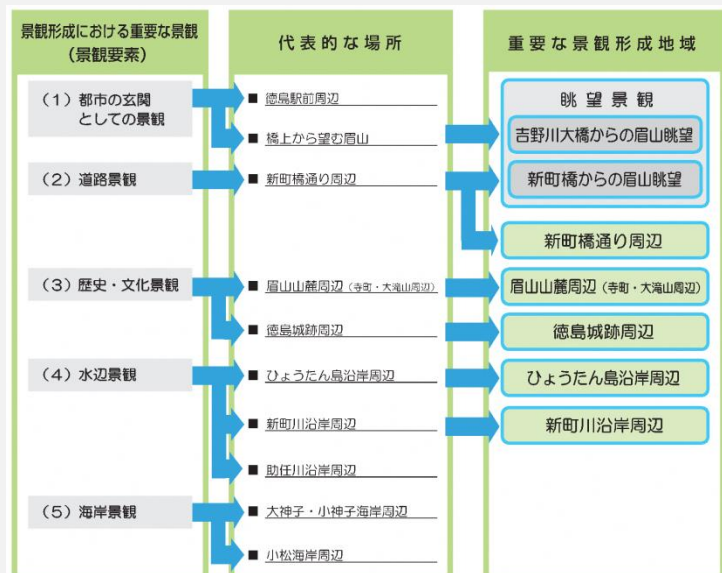 景観形成における重要な景観
(景観要素)
代表的な場所
重要な景観形成地域
(1)都市の玄関
としての景観
(2)道路景観
(3)歴史・文化景観
(4)水辺景観
(5)海岸景観
■ 徳島駅前周辺
■ 橋上から望む眉山
■ 新町橋通り周辺
■ 眉山山麓周辺(寺町・大滝山周辺)
■ 徳島城跡周辺
■ ひょうたん島沿岸周辺
■ 新町川沿岸周辺
■ 助任川沿岸周辺
■ 大神子・小神子海岸周辺
■ 小松海岸周辺
眺望景観
吉野川大橋からの眉山眺望
新町橋からの眉山眺望
新町橋通り周辺
眉山山麓周辺(寺町・大滝山周辺)
徳島城跡周辺
ひょうたん島沿岸周辺
新町川沿岸周辺